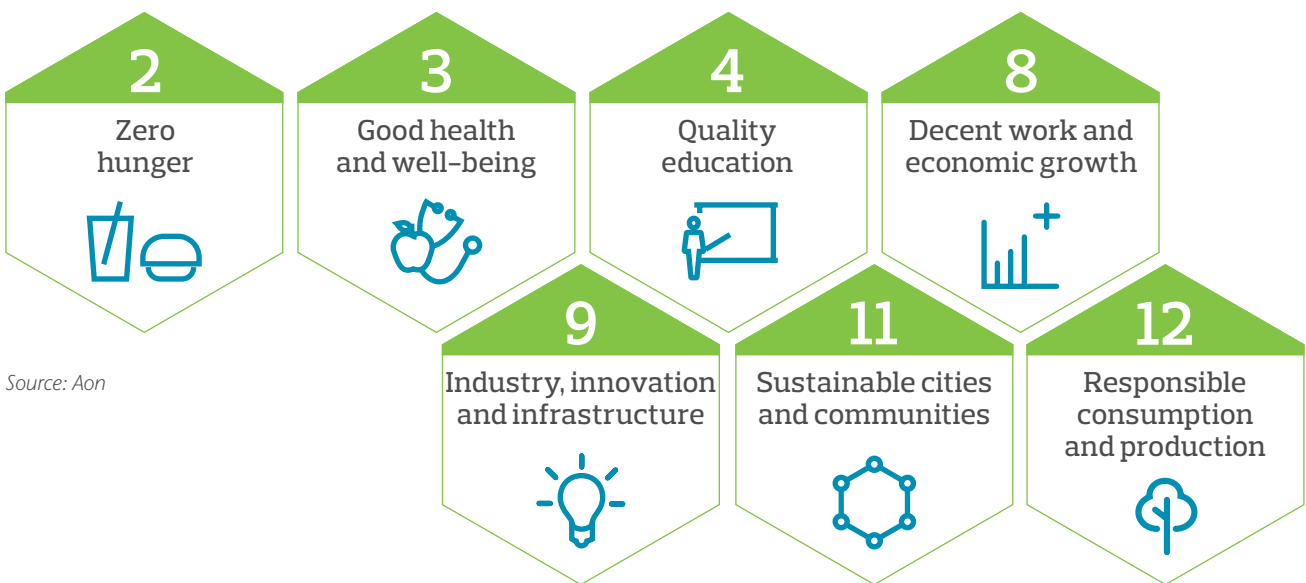 2
Zero
hunger
3
Good health
and well-being
4
Quality
education
8
Decent work and
economic growth
9
Industry, innovation
and infrastructure
11
Sustainable cities
and communities
12
Responsible
consumption
and production
Source: Aon